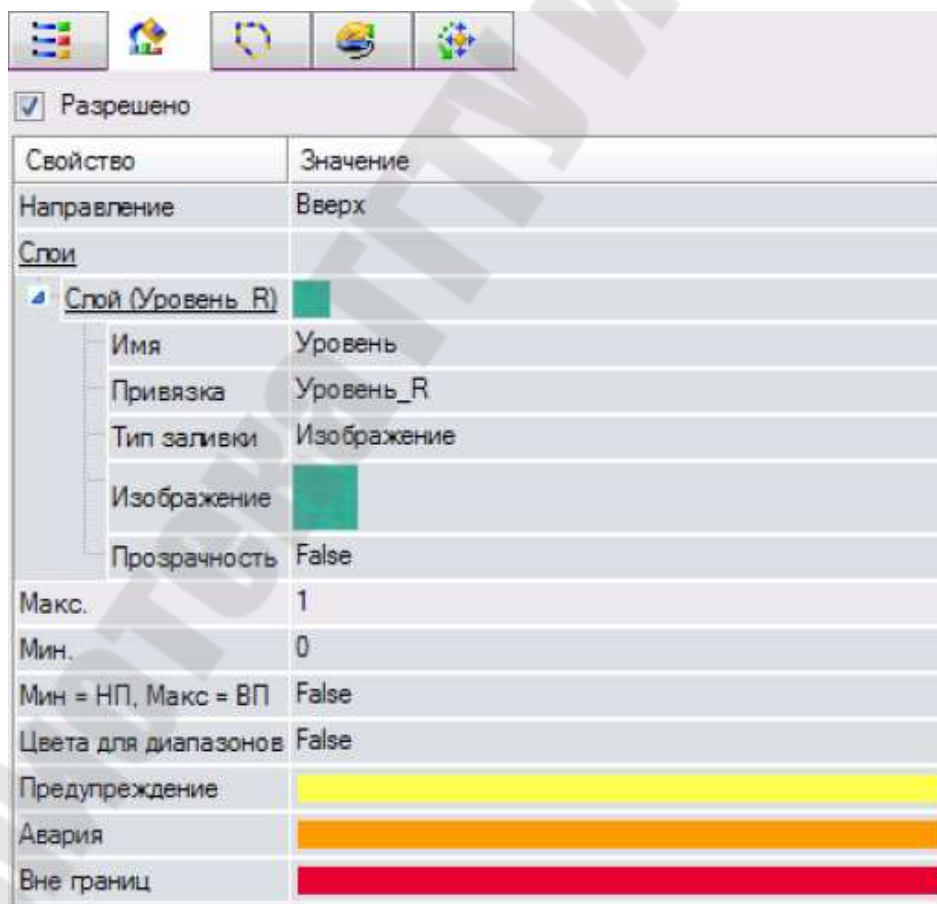 Разрешено
Свойство Значение
Направление Вверх
Слои
Слой (Уровень_R)
Имя Уровень
Привязка Уровень_R
Тип заливки Изображение
Изображение
Прозрачность False
Макс. 1
Мин. 0
Мин = НП, Макс = ВП False
Цвета для диапазонов False
Предупреждение
Авария
Вне границ